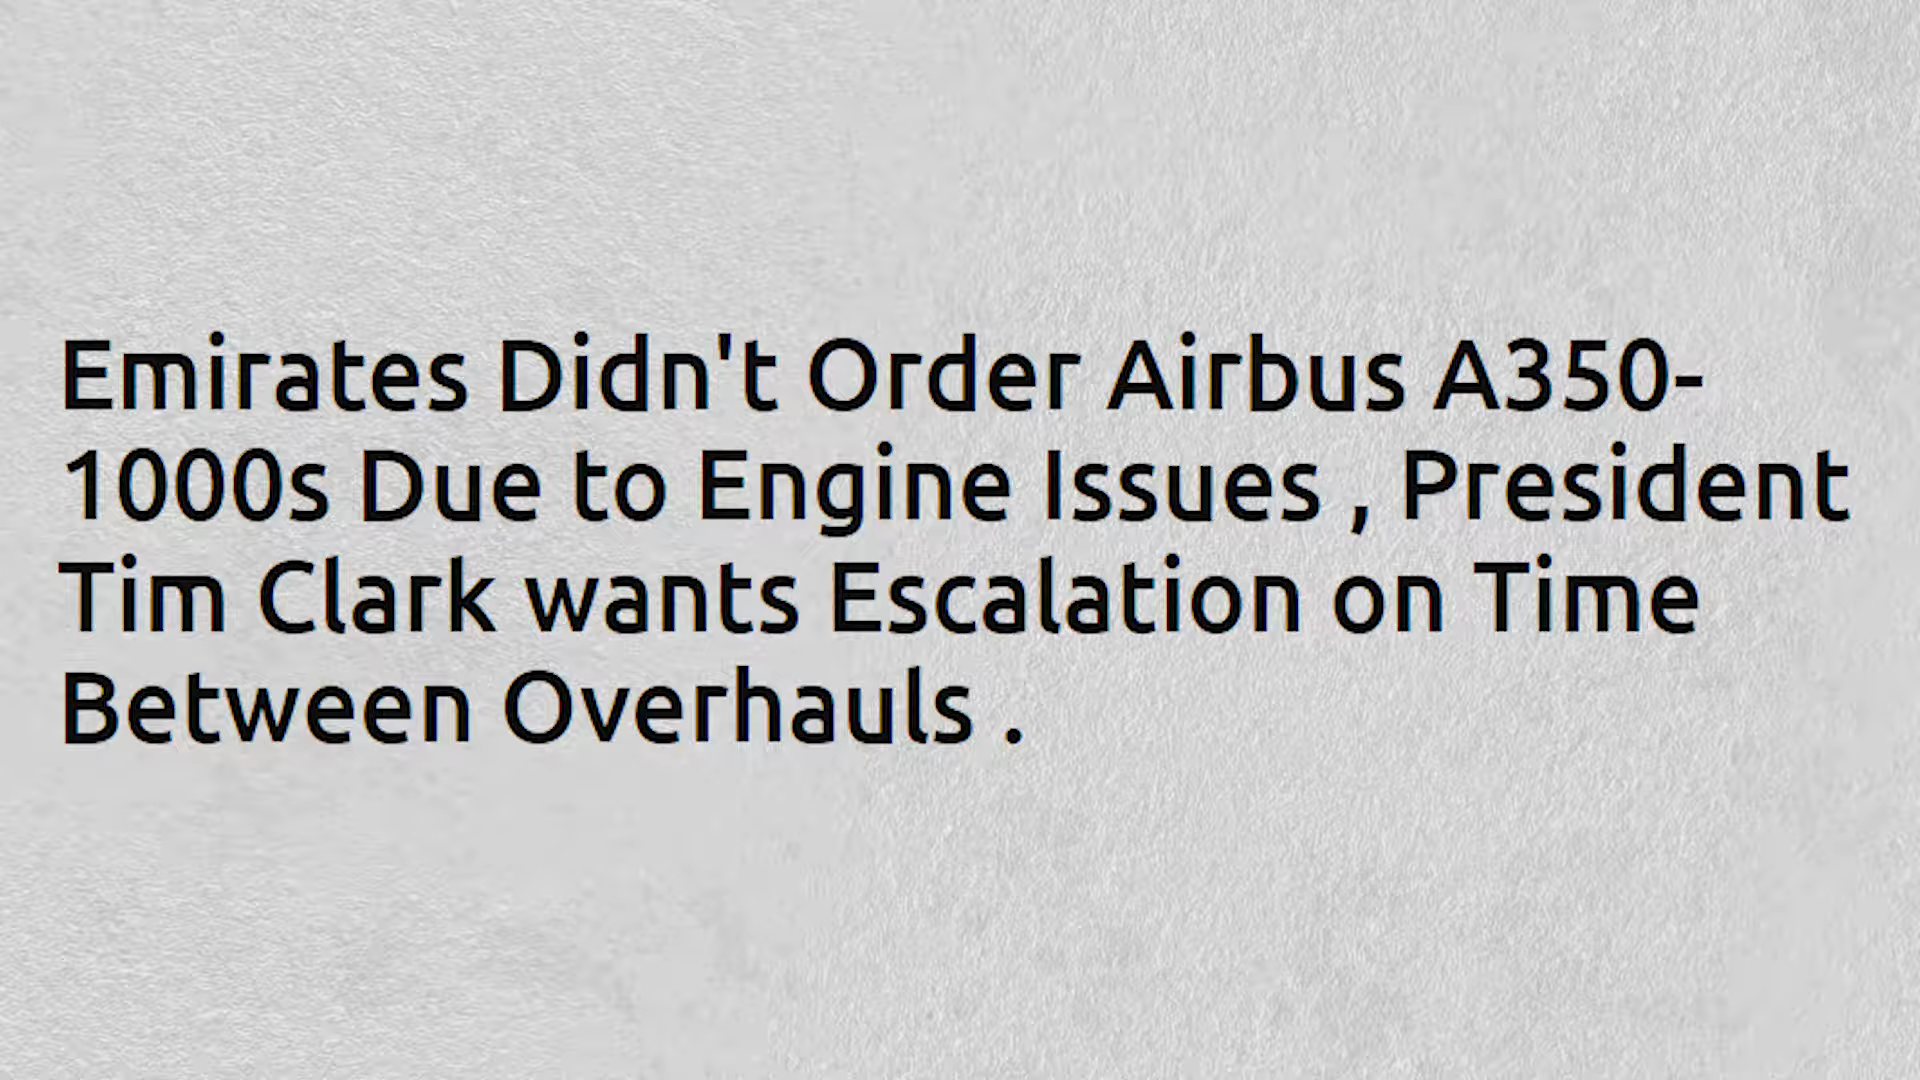 Emirates Didn't Order Airbus A350-
1000s Due to Engine Issues , President
Tim Clark wants Escalation on Time
Between Overhauls .